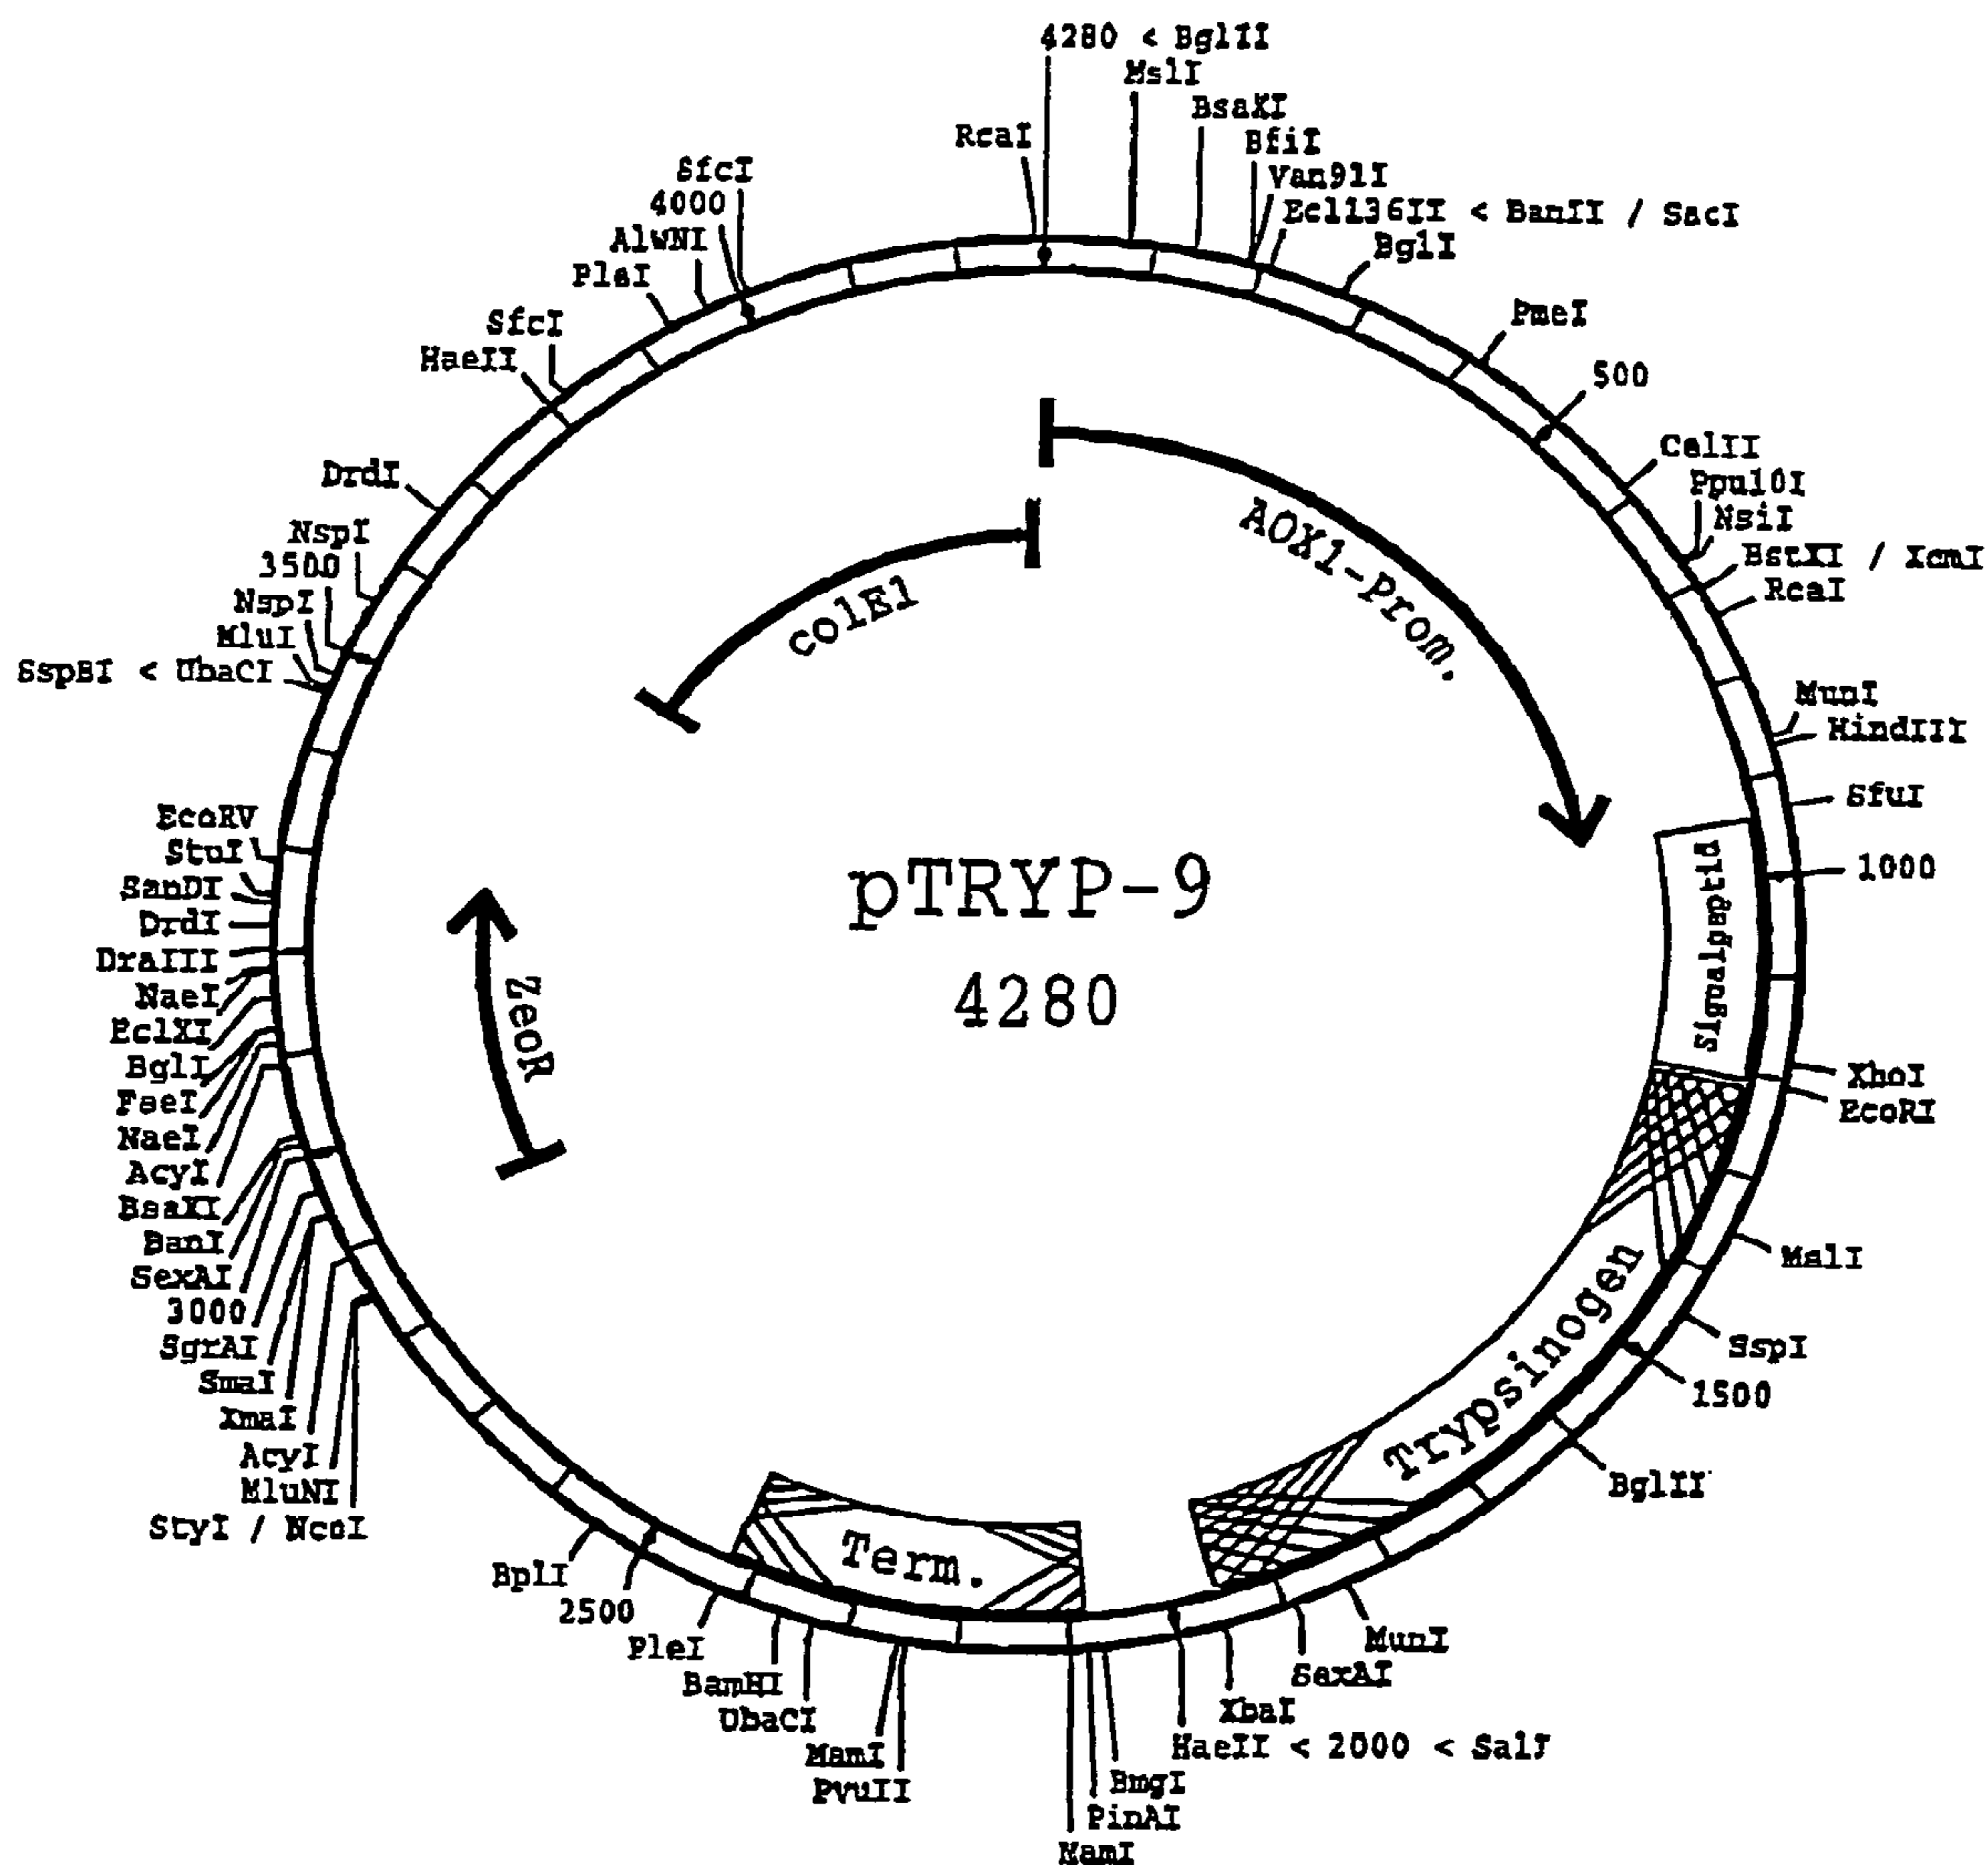 4280 < BglII
MslI
BsaXI
BfiI
Van91I
Ecl136II < BanII / SacI
BglI
PmeI
500
CelII
Ppu10I
NsiI
BstXI / XcmI
RcaI
MunI
HindIII
SfuI
1000
XhoI
EcoRI
MslI
SspI
1500
BglII
MunI
SexAI
XbaI
HaeII < 2000 < SalI
BmgI
PinAI
MamI
PvuII
MamI
UbaCI
BamHI
PleI
2500
BplI
StyI / NcoI
MluNI
AcyI
XmaI
SmaI
SgrAI
3000
SexAI
BanI
BsaXI
AcyI
NaeI
FseI
BglI
EclXI
NaeI
DraIII
DrdI
SanDI
StuI
EcoRV
SspBI < UbaCI
MluI
NspI
3500
NspI
DrdI
HaeII
SfcI
PleI
AlwNI
4000
SfcI
RcaI
AOX1-Prom.
colE1
ZeoR
Signalpeptid
Trypsinogen
Term.
pTRYP-9
4280